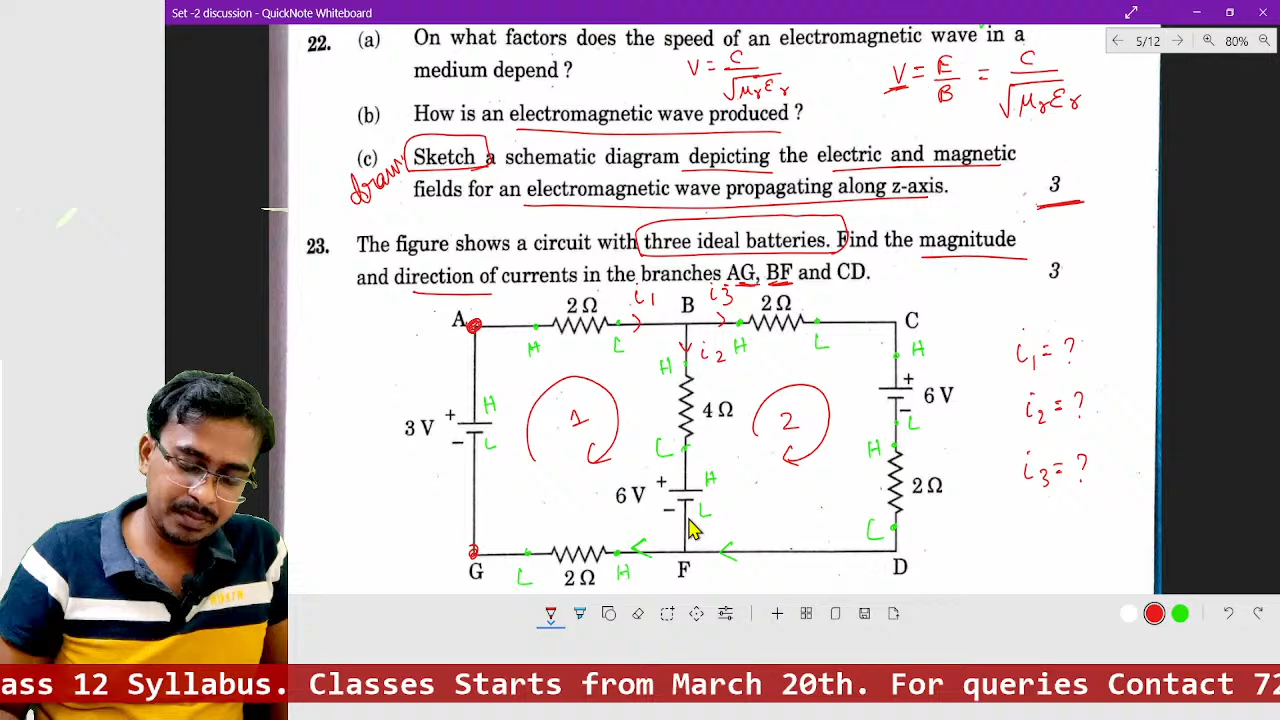 Set -2 discussion - QuickNote Whiteboard
5/12
80%
22. (a) On what factors does the speed of an electromagnetic wave in a
medium depend ?
V = C / √μr εr
V = E / B = C / √μr εr
(b) How is an electromagnetic wave produced ?
(c) Sketch a schematic diagram depicting the electric and magnetic
draw
fields for an electromagnetic wave propagating along z-axis. 3
23. The figure shows a circuit with three ideal batteries. Find the magnitude
and direction of currents in the branches AG, BF and CD. 3
2 Ω i1 B i3 2 Ω
A C
H L i2 H L H
H
i1 = ?
+ 6 V
−
H 1 4 Ω 2 L
i2 = ?
3 V + −
L
L H
i3 = ?
6 V + − H L
2 Ω
L
G L 2 Ω H F D
ass 12 Syllabus. Classes Starts from March 20th. For queries Contact 72